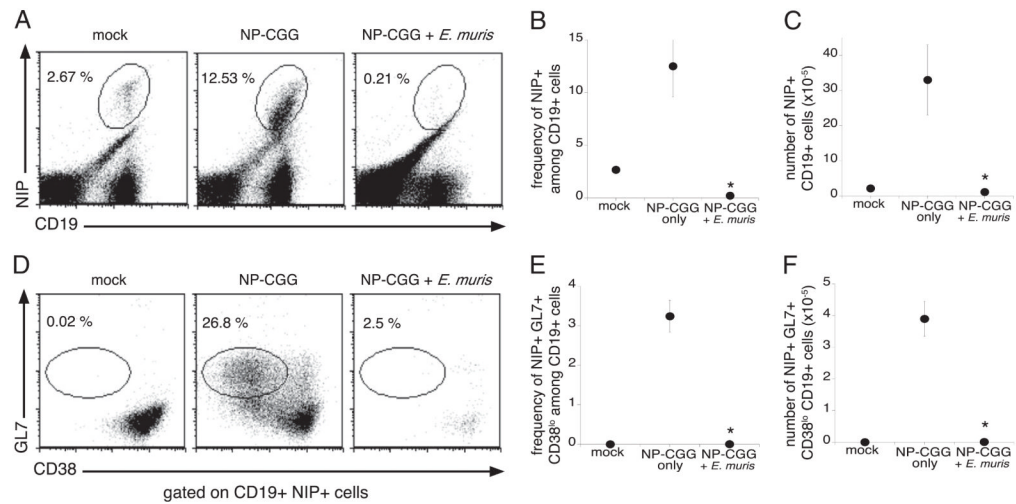 A
mock
NP-CGG
NP-CGG + E. muris
2.67 %
12.53 %
0.21 %
NIP
CD19
B
frequency of NIP+
among CD19+ cells
15
10
5
0
*
mock
NP-CGG
only
NP-CGG
+ E. muris
C
number of NIP+
CD19+ cells (x10-5)
40
30
20
10
0
*
mock
NP-CGG
only
NP-CGG
+ E. muris
D
mock
NP-CGG
NP-CGG + E. muris
0.02 %
26.8 %
2.5 %
GL7
CD38
gated on CD19+ NIP+ cells
E
frequency of NIP+ GL7+
CD38lo among CD19+ cells
4
3
2
1
0
*
mock
NP-CGG
only
NP-CGG
+ E. muris
F
number of NIP+ GL7+
CD38lo CD19+ cells (x10-5)
5
4
3
2
1
0
*
mock
NP-CGG
only
NP-CGG
+ E. muris